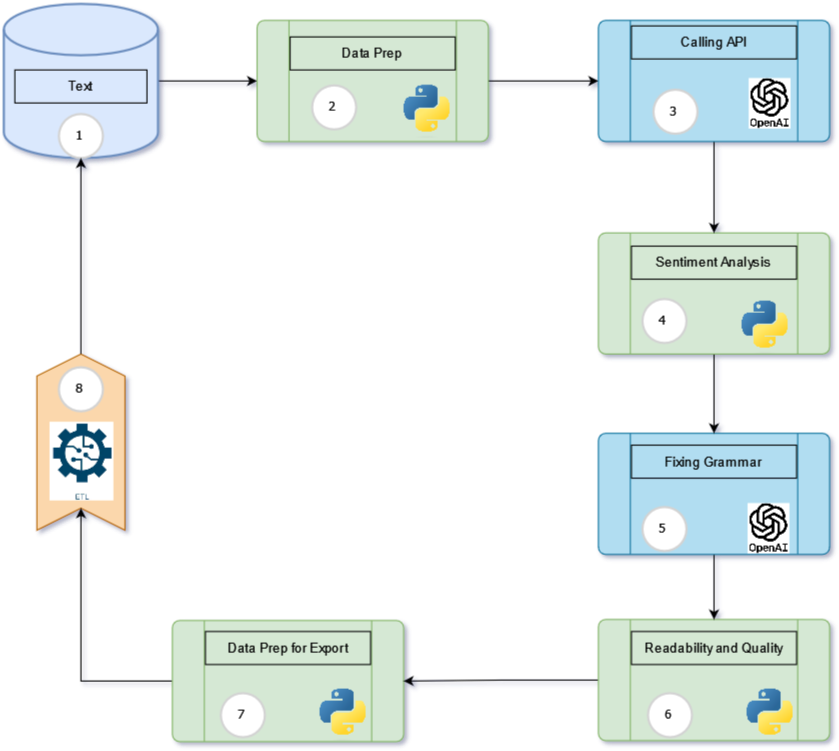 Text
1
Data Prep
2
Calling API
3
OpenAI
Sentiment Analysis
4
Fixing Grammar
5
OpenAI
Readability and Quality
6
Data Prep for Export
7
8
ETL